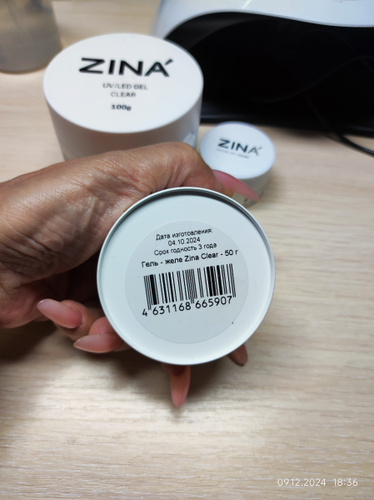 ZINA
UV/LED GEL
CLEAR
100g
ZINA
Дата изготовления:
04.10.2024
Срок годность 3 года
Гель - желе Zina Clear - 50 г
4 631168 665907
09.12.2024 18:36